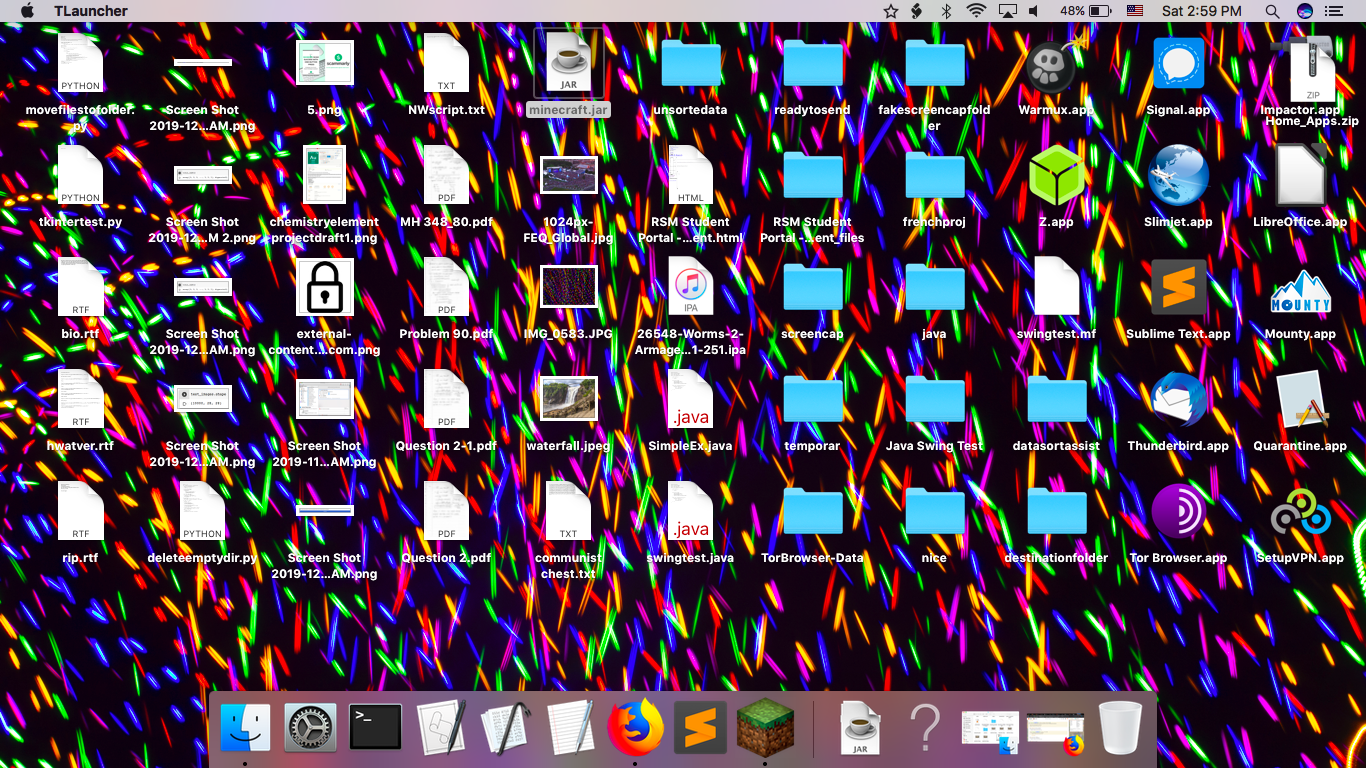 TLauncher
48%
Sat 2:59 PM
PYTHON
TXT
JAR
ZIP
movefilestofolder.
py
Screen Shot
2019-12...AM.png
5.png
NWscript.txt
minecraft.jar
unsortedata
readytosend
fakescreencapfold
er
Warmux.app
Signal.app
Impactor.app
Home_Apps.zip
PYTHON
PDF
HTML
tkintertest.py
Screen Shot
2019-12...M 2.png
chemistryelement
projectdraft1.png
MH 348_80.pdf
1024px-
FEQ_Global.jpg
RSM Student
Portal -...ent.html
RSM Student
Portal -...ent_files
frenchproj
Z.app
Slimjet.app
LibreOffice.app
RTF
PDF
IPA
MOUNTY
bio.rtf
Screen Shot
2019-12...AM.png
external-
content....com.png
Problem 90.pdf
IMG_0583.JPG
26548-Worms-2-
Armage...1-251.ipa
screencap
java
swingtest.mf
Sublime Text.app
Mounty.app
RTF
PDF
.java
hwatver.rtf
Screen Shot
2019-12...AM.png
Screen Shot
2019-11...AM.png
Question 2-1.pdf
waterfall.jpeg
SimpleEx.java
temporar
Java Swing Test
datasortassist
Thunderbird.app
Quarantine.app
RTF
PYTHON
PDF
TXT
.java
rip.rtf
deleteemptydir.py
Screen Shot
2019-12...AM.png
Question 2.pdf
communist
chest.txt
swingtest.java
TorBrowser-Data
nice
destinationfolder
Tor Browser.app
SetupVPN.app
>_
JAR